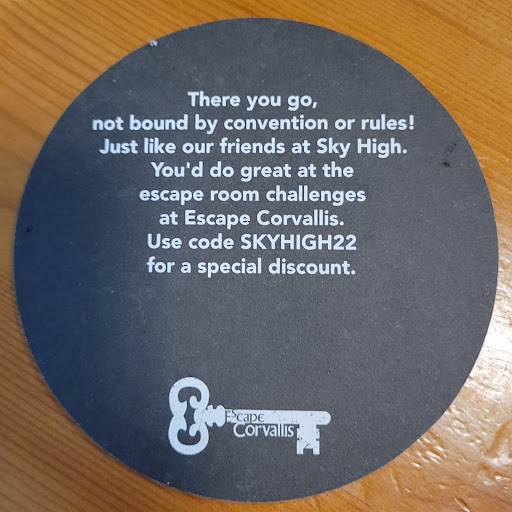 There you go,
not bound by convention or rules!
Just like our friends at Sky High.
You'd do great at the
escape room challenges
at Escape Corvallis.
Use code SKYHIGH22
for a special discount.
Escape
Corvallis